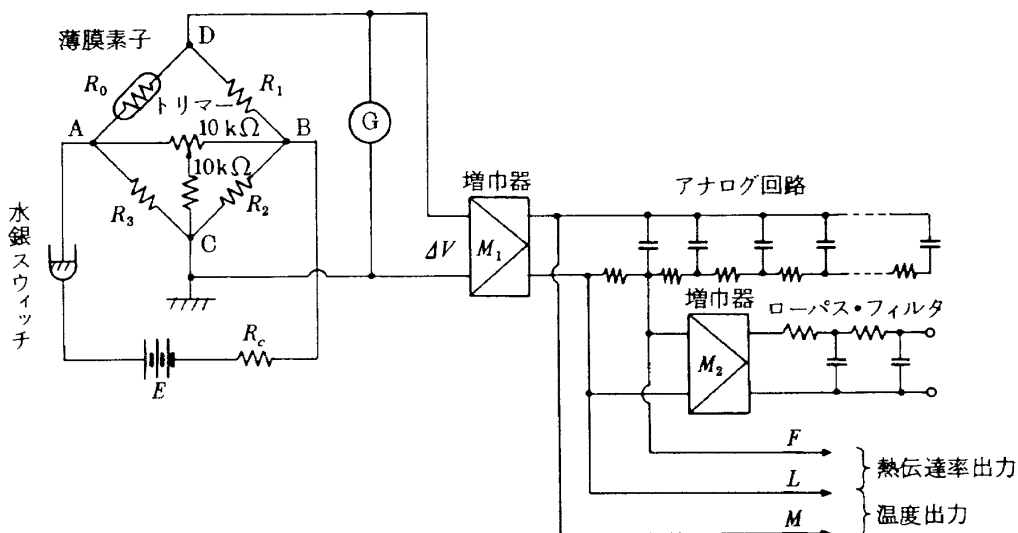 薄膜素子
D
R₀
R₁
トリマー
A
10 kΩ
B
10kΩ
R₃
R₂
C
G
水銀スウィッチ
E
R_c
増巾器
ΔV
M₁
アナログ回路
増巾器
ローパス・フィルタ
M₂
F
熱伝達率出力
L
温度出力
M